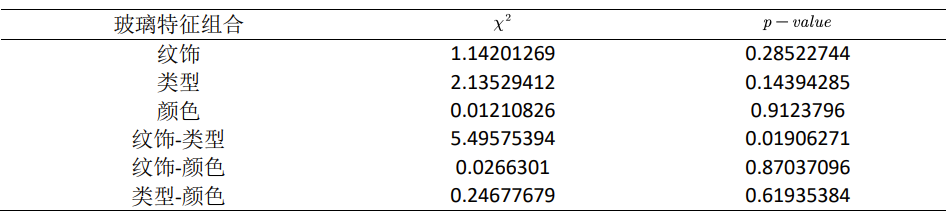 玻璃特征组合 χ² p − value
纹饰 1.14201269 0.28522744
类型 2.13529412 0.14394285
颜色 0.01210826 0.9123796
纹饰-类型 5.49575394 0.01906271
纹饰-颜色 0.0266301 0.87037096
类型-颜色 0.24677679 0.61935384